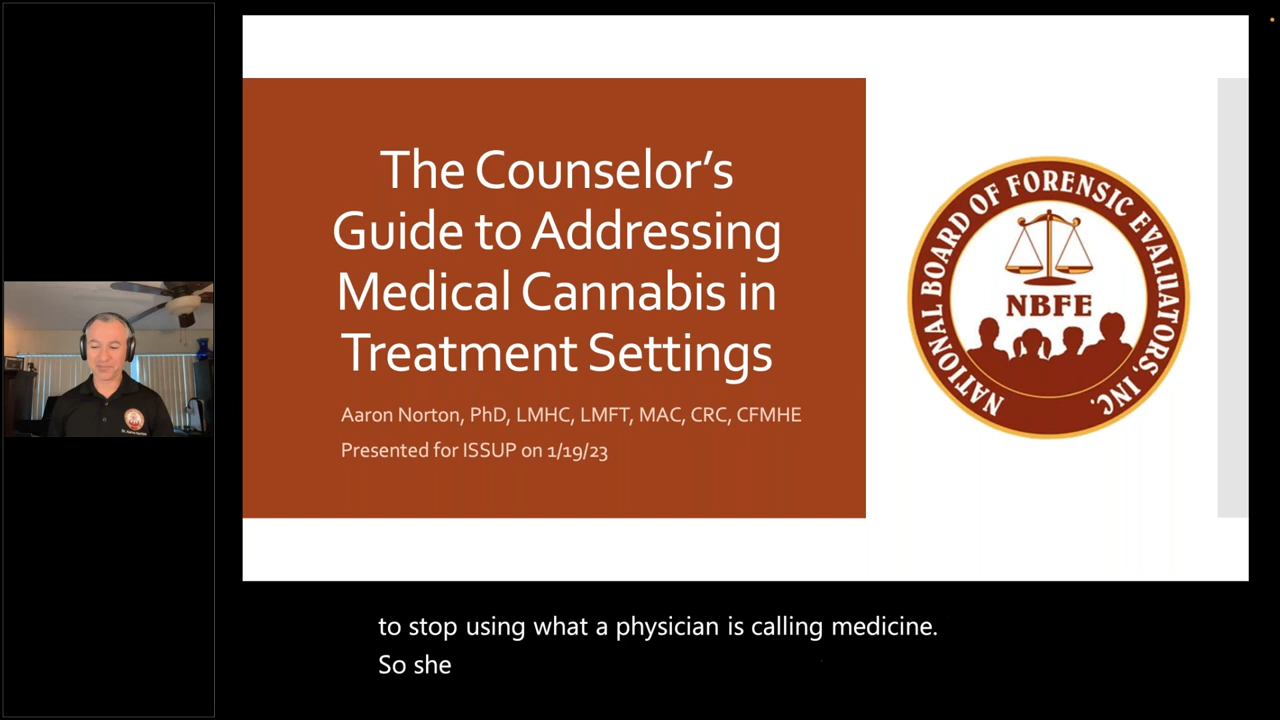 The Counselor’s
Guide to Addressing
Medical Cannabis in
Treatment Settings
Aaron Norton, PhD, LMHC, LMFT, MAC, CRC, CFMHE
Presented for ISSUP on 1/19/23
NATIONAL BOARD OF FORENSIC EVALUATORS, INC.
NBFE
to stop using what a physician is calling medicine.
So she